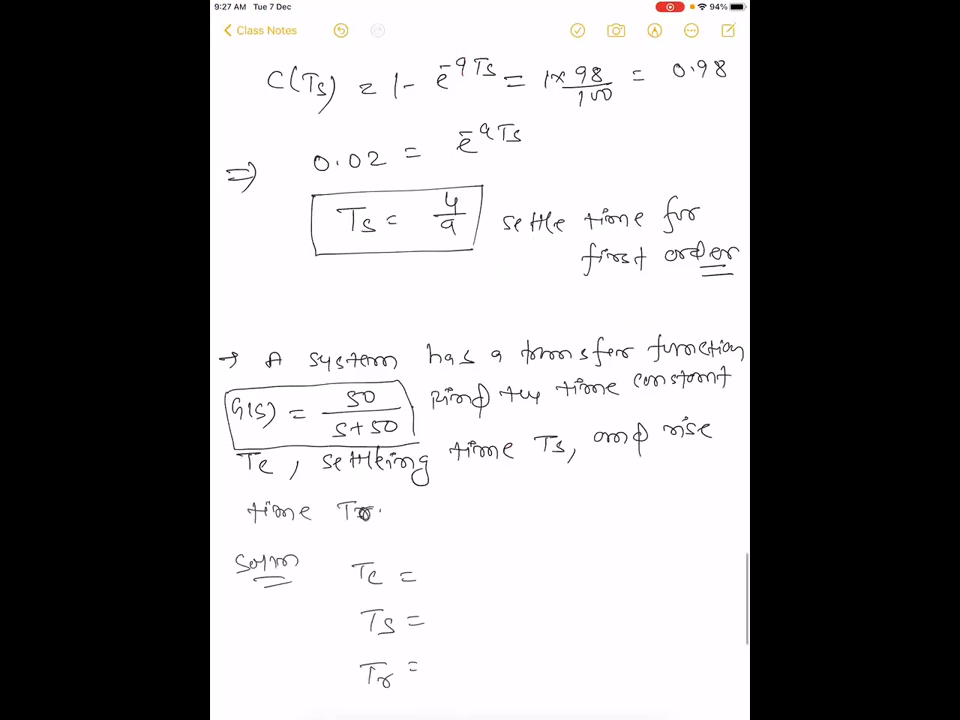 9:27 AM Tue 7 Dec 94%
Class Notes
C(Ts) = 1 - e^-aTs = 1 x 98/100 = 0.98
=> 0.02 = e^-aTs
Ts = 4/a settle time for
first order
→ A system has a transfer function
G(s) = 50/s+50 Find the time constant
Tc, settking time Ts, and rise
time Tr.
Soln Tc =
Ts =
Tr =